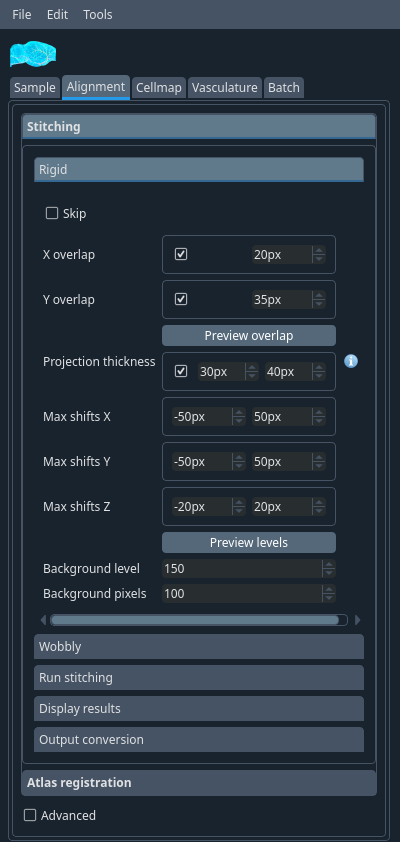 File Edit Tools
Sample Alignment Cellmap Vasculature Batch
Stitching
Rigid
Skip
X overlap 20px
Y overlap 35px
Preview overlap
Projection thickness 30px 40px
Max shifts X -50px 50px
Max shifts Y -50px 50px
Max shifts Z -20px 20px
Preview levels
Background level 150
Background pixels 100
Wobbly
Run stitching
Display results
Output conversion
Atlas registration
Advanced